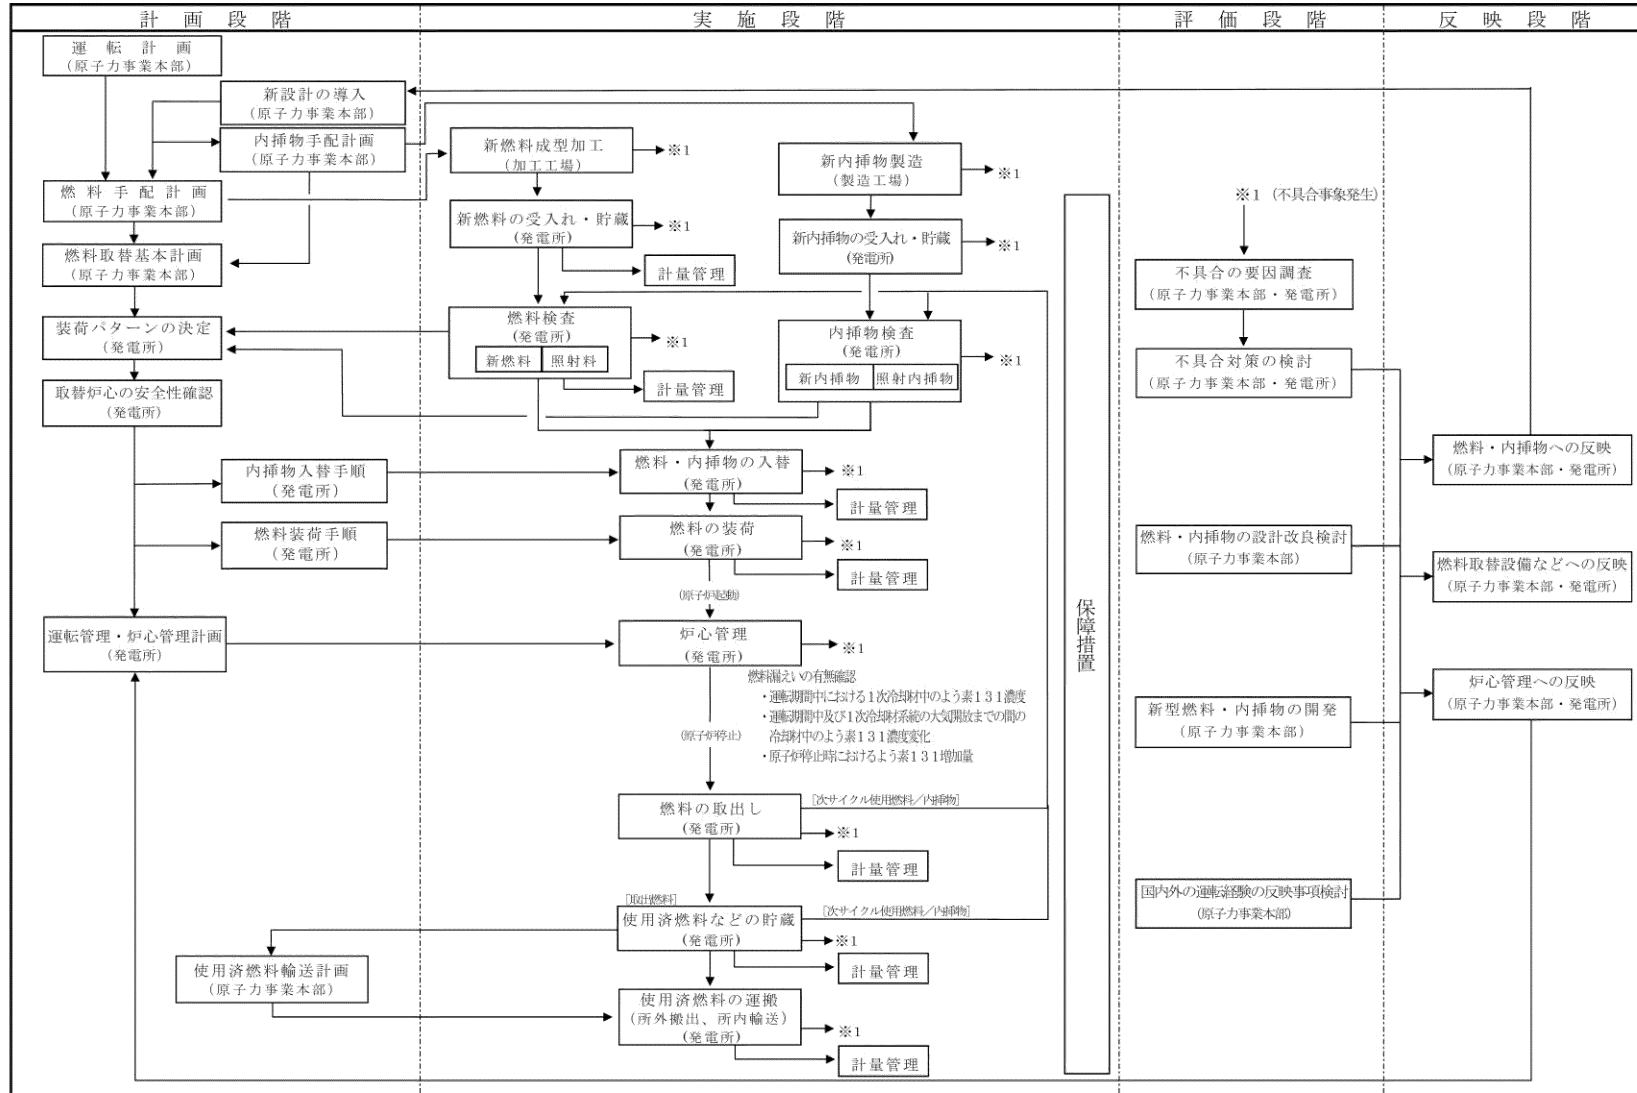 計画段階
実施段階
評価段階
反映段階
運転計画
(原子力事業本部)
新設計の導入
(原子力事業本部)
内挿物手配計画
(原子力事業本部)
燃料手配計画
(原子力事業本部)
燃料取替基本計画
(原子力事業本部)
装荷パターンの決定
(発電所)
取替炉心の安全性確認
(発電所)
内挿物入替手順
(発電所)
燃料装荷手順
(発電所)
運転管理・炉心管理計画
(発電所)
使用済燃料輸送計画
(原子力事業本部)
新燃料成型加工
(加工工場)
※1
新燃料の受入れ・貯蔵
(発電所)
※1
計量管理
燃料検査
(発電所)
新燃料 照射料
※1
計量管理
新内挿物製造
(製造工場)
※1
新内挿物の受入れ・貯蔵
(発電所)
※1
内挿物検査
(発電所)
新内挿物 照射内挿物
※1
燃料・内挿物の入替
(発電所)
※1
計量管理
燃料の装荷
(発電所)
※1
計量管理
(原子炉起動)
炉心管理
(発電所)
※1
燃料漏えいの有無確認
・運転期間中における1次冷却材中のよう素131濃度
・運転期間中及び1次冷却材系統の大気開放までの間の
冷却材中のよう素131濃度変化
・原子炉停止時におけるよう素131増加量
(原子炉停止)
燃料の取出し
(発電所)
[次サイクル使用燃料/内挿物]
※1
計量管理
[取出燃料]
使用済燃料などの貯蔵
(発電所)
[次サイクル使用燃料/内挿物]
※1
計量管理
使用済燃料の運搬
(所外搬出、所内輸送)
(発電所)
※1
計量管理
保障措置
※1 (不具合事象発生)
不具合の要因調査
(原子力事業本部・発電所)
不具合対策の検討
(原子力事業本部・発電所)
燃料・内挿物の設計改良検討
(原子力事業本部)
新型燃料・内挿物の開発
(原子力事業本部)
国内外の運転経験の反映事項検討
(原子力事業本部)
燃料・内挿物への反映
(原子力事業本部・発電所)
燃料取替設備などへの反映
(原子力事業本部・発電所)
炉心管理への反映
(原子力事業本部・発電所)